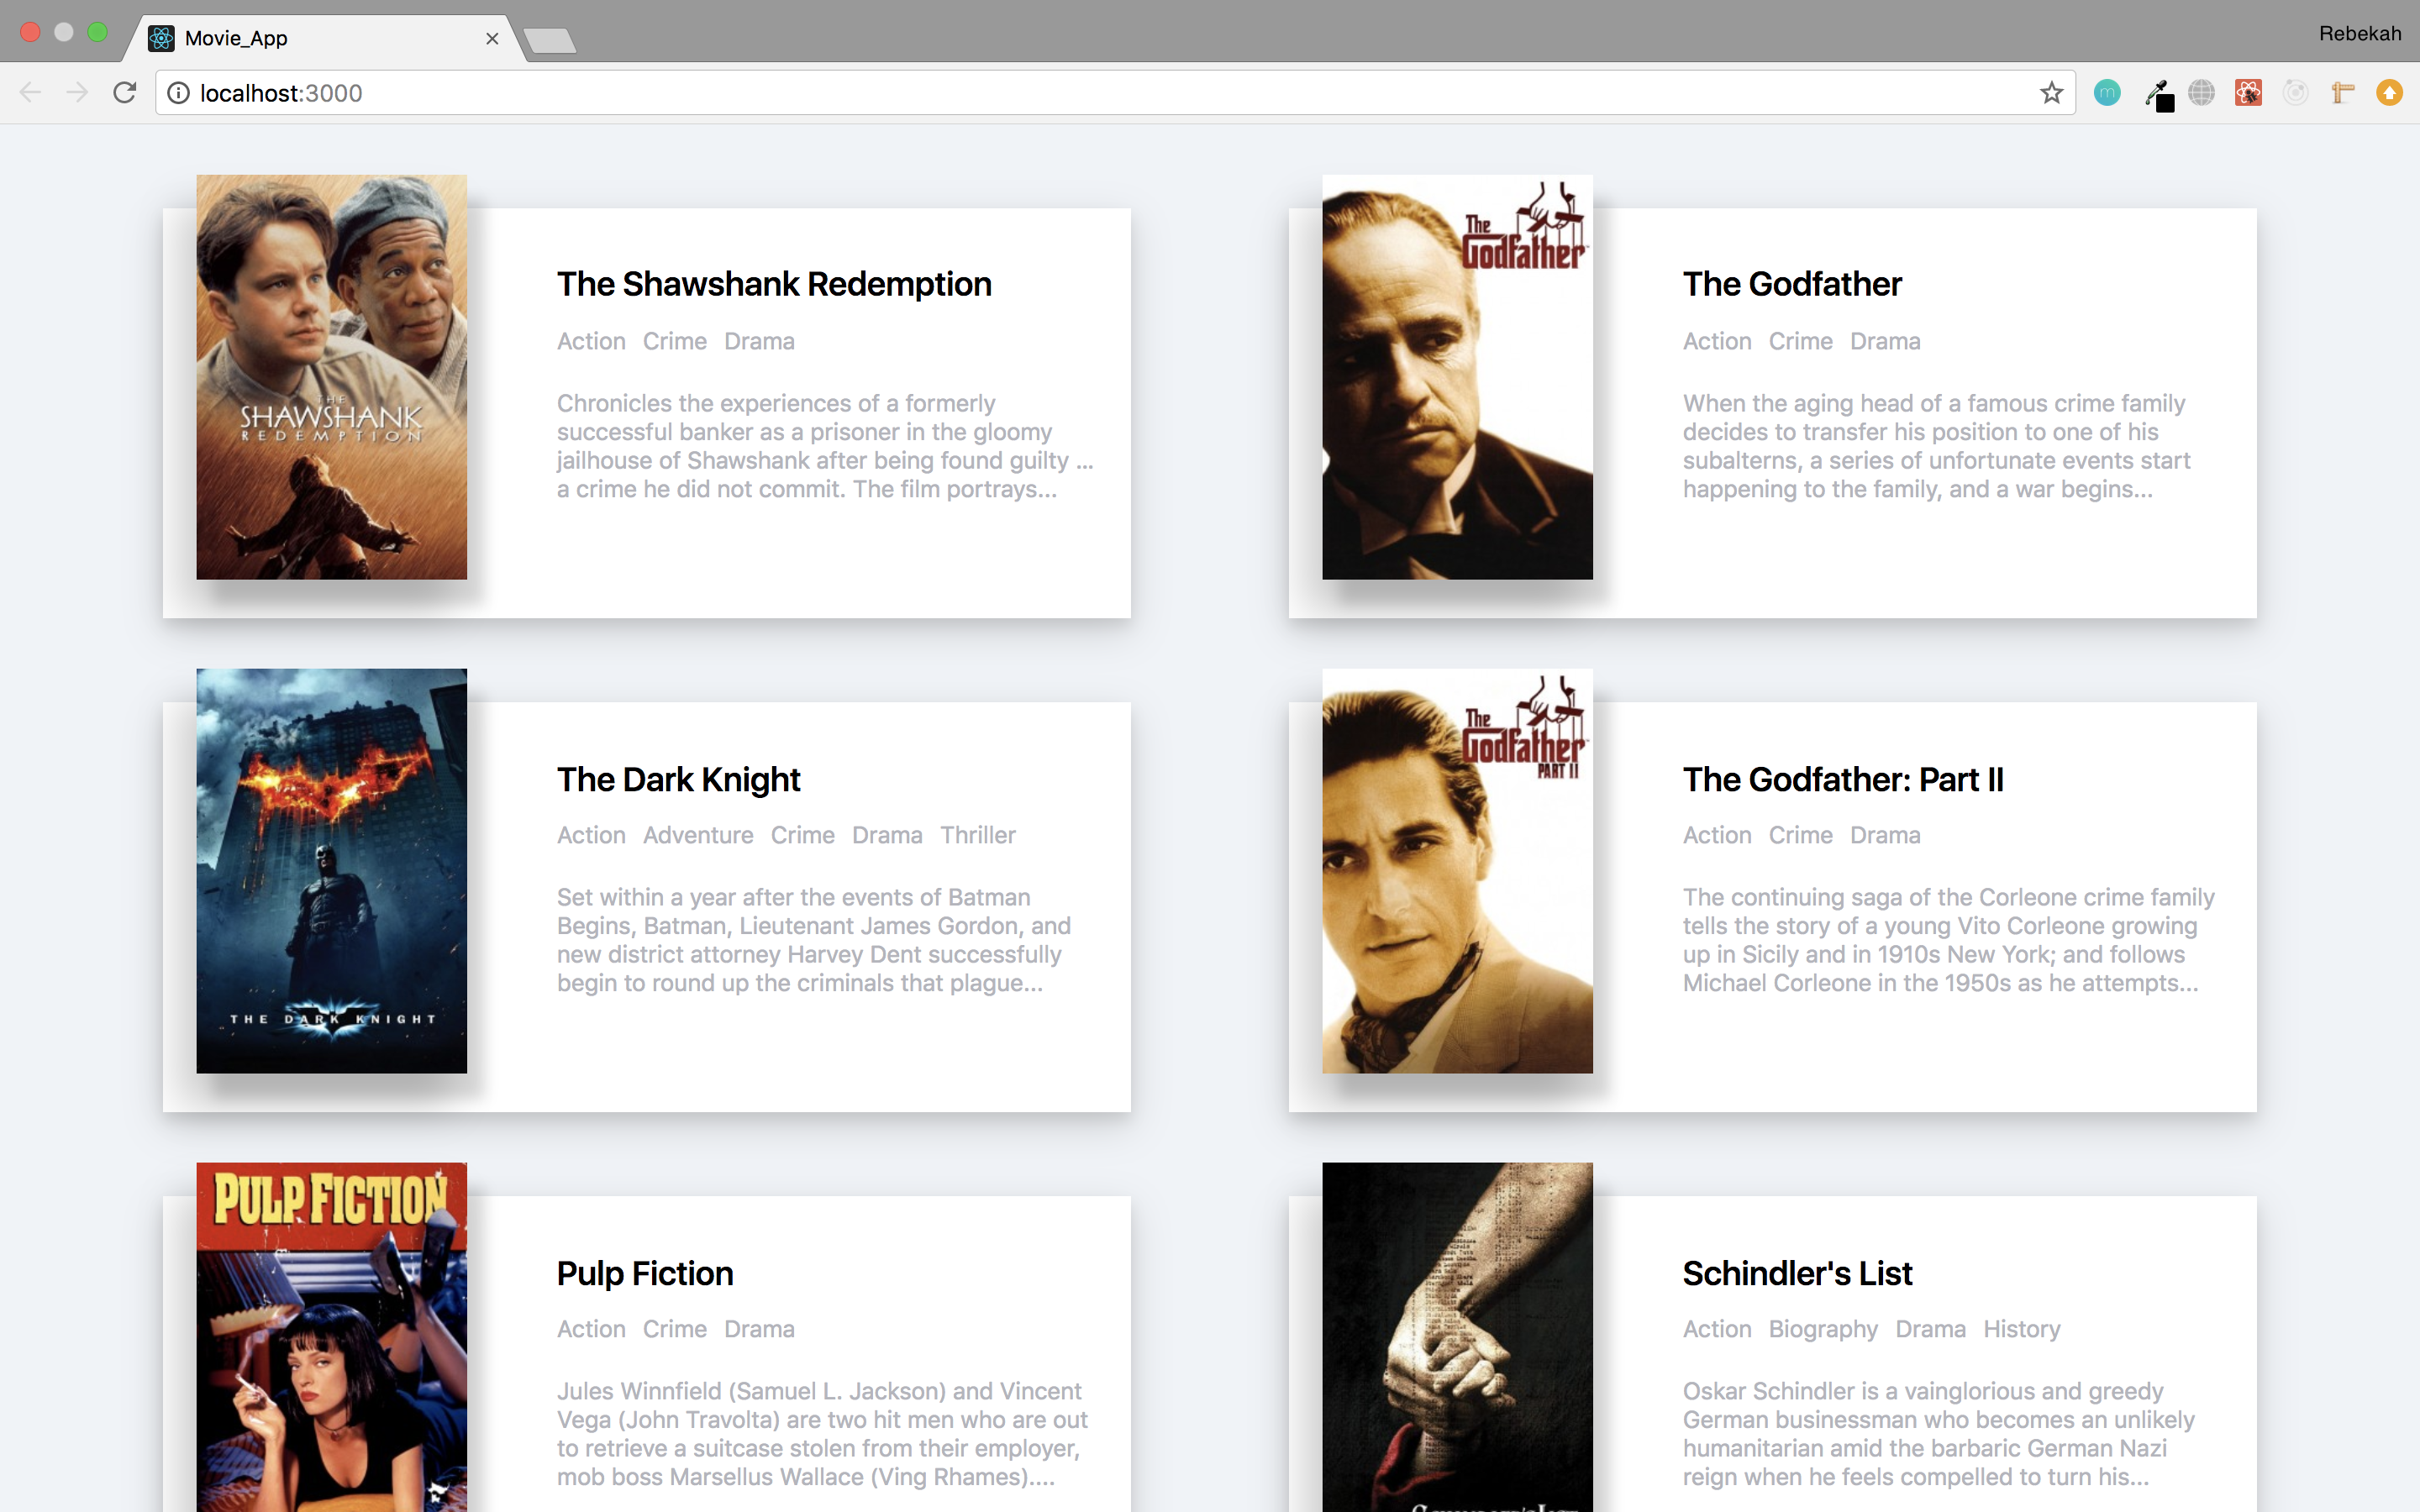 Movie_App
Rebekah
localhost:3000
THE
SHAWSHANK
REDEMPTION
The Shawshank Redemption
Action Crime Drama
Chronicles the experiences of a formerly
successful banker as a prisoner in the gloomy
jailhouse of Shawshank after being found guilty ...
a crime he did not commit. The film portrays...
The
Godfather
The Godfather
Action Crime Drama
When the aging head of a famous crime family
decides to transfer his position to one of his
subalterns, a series of unfortunate events start
happening to the family, and a war begins...
THE DARK KNIGHT
The Dark Knight
Action Adventure Crime Drama Thriller
Set within a year after the events of Batman
Begins, Batman, Lieutenant James Gordon, and
new district attorney Harvey Dent successfully
begin to round up the criminals that plague...
The
Godfather
PART II
The Godfather: Part II
Action Crime Drama
The continuing saga of the Corleone crime family
tells the story of a young Vito Corleone growing
up in Sicily and in 1910s New York; and follows
Michael Corleone in the 1950s as he attempts...
PULP FICTION
Pulp Fiction
Action Crime Drama
Jules Winnfield (Samuel L. Jackson) and Vincent
Vega (John Travolta) are two hit men who are out
to retrieve a suitcase stolen from their employer,
mob boss Marsellus Wallace (Ving Rhames)....
Schindler's List
Action Biography Drama History
Oskar Schindler is a vainglorious and greedy
German businessman who becomes an unlikely
humanitarian amid the barbaric German Nazi
reign when he feels compelled to turn his...